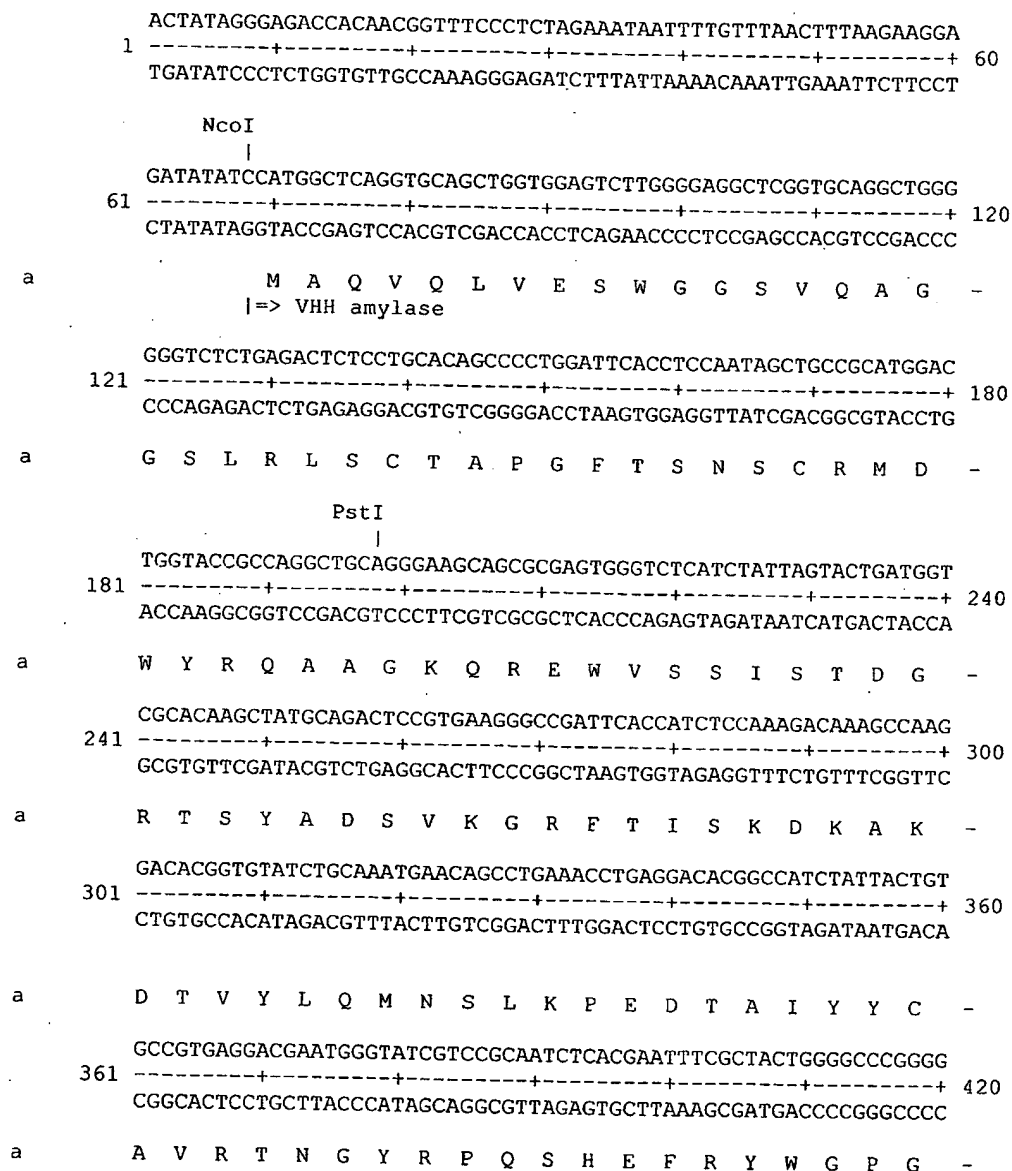 ACTATAGGGAGACCACAACGGTTTCCCTCTAGAAATAATTTTGTTTAACTTTAAGAAGGA
1 ---------+---------+---------+---------+---------+---------+ 60
TGATATCCCTCTGGTGTTGCCAAAGGGAGATCTTTATTAAAACAAATTGAAATTCTTCCT
NcoI
|
GATATATCCATGGCTCAGGTGCAGCTGGTGGAGTCTTGGGGAGGCTCGGTGCAGGCTGGG
61 ---------+---------+---------+---------+---------+---------+ 120
CTATATAGGTACCGAGTCCACGTCGACCACCTCAGAACCCCTCCGAGCCACGTCCGACCC
a M A Q V Q L V E S W G G S V Q A G -
|=> VHH amylase
GGGTCTCTGAGACTCTCCTGCACAGCCCCTGGATTCACCTCCAATAGCTGCCGCATGGAC
121 ---------+---------+---------+---------+---------+---------+ 180
CCCAGAGACTCTGAGAGGACGTGTCGGGGACCTAAGTGGAGGTTATCGACGGCGTACCTG
a G S L R L S C T A P G F T S N S C R M D -
PstI
|
TGGTACCGCCAGGCTGCAGGGAAGCAGCGCGAGTGGGTCTCATCTATTAGTACTGATGGT
181 ---------+---------+---------+---------+---------+---------+ 240
ACCAAGGCGGTCCGACGTCCCTTCGTCGCGCTCACCCAGAGTAGATAATCATGACTACCA
a W Y R Q A A G K Q R E W V S S I S T D G -
CGCACAAGCTATGCAGACTCCGTGAAGGGCCGATTCACCATCTCCAAAGACAAAGCCAAG
241 ---------+---------+---------+---------+---------+---------+ 300
GCGTGTTCGATACGTCTGAGGCACTTCCCGGCTAAGTGGTAGAGGTTTCTGTTTCGGTTC
a R T S Y A D S V K G R F T I S K D K A K -
GACACGGTGTATCTGCAAATGAACAGCCTGAAACCTGAGGACACGGCCATCTATTACTGT
301 ---------+---------+---------+---------+---------+---------+ 360
CTGTGCCACATAGACGTTTACTTGTCGGACTTTGGACTCCTGTGCCGGTAGATAATGACA
a D T V Y L Q M N S L K P E D T A I Y Y C -
GCCGTGAGGACGAATGGGTATCGTCCGCAATCTCACGAATTTCGCTACTGGGGCCCGGGG
361 ---------+---------+---------+---------+---------+---------+ 420
CGGCACTCCTGCTTACCCATAGCAGGCGTTAGAGTGCTTAAAGCGATGACCCCGGGCCCC
a A V R T N G Y R P Q S H E F R Y W G P G -